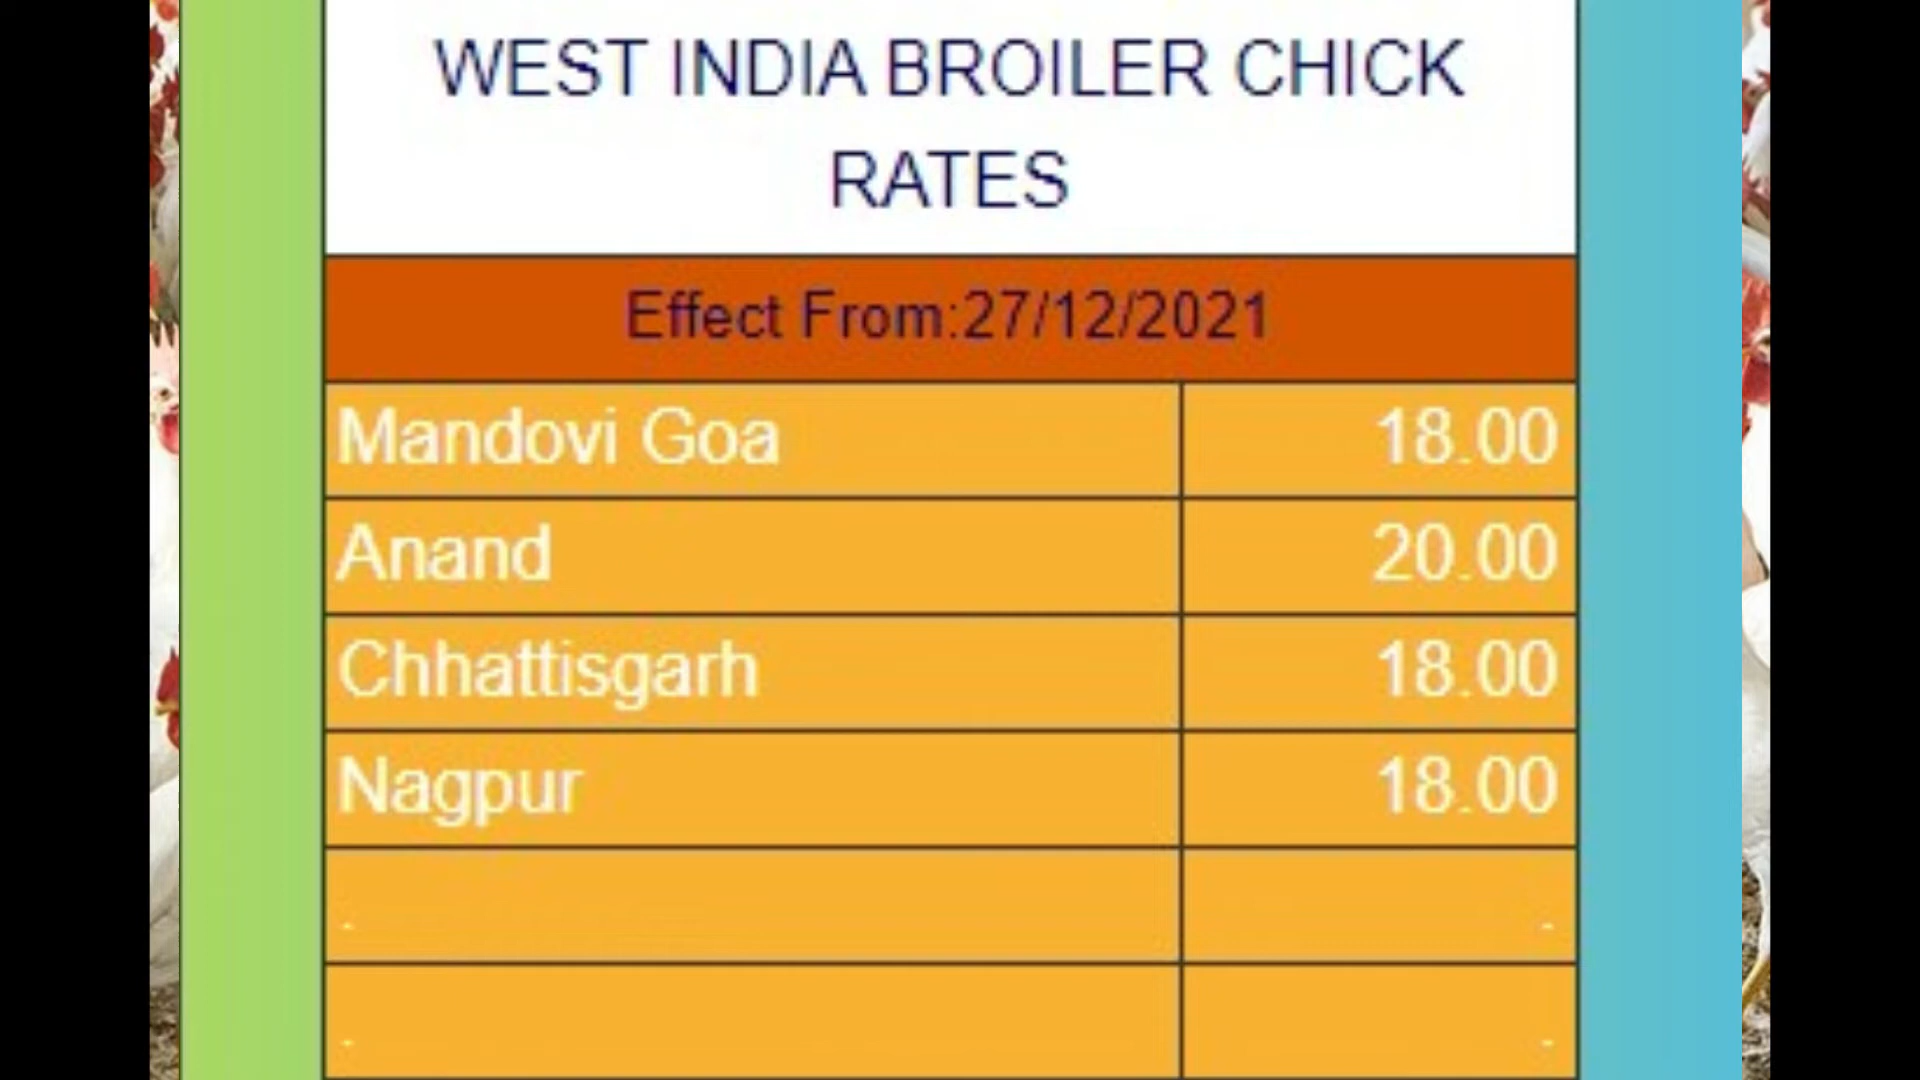 WEST INDIA BROILER CHICK
RATES
Effect From:27/12/2021
Mandovi Goa 18.00
Anand 20.00
Chhattisgarh 18.00
Nagpur 18.00
. .
. .